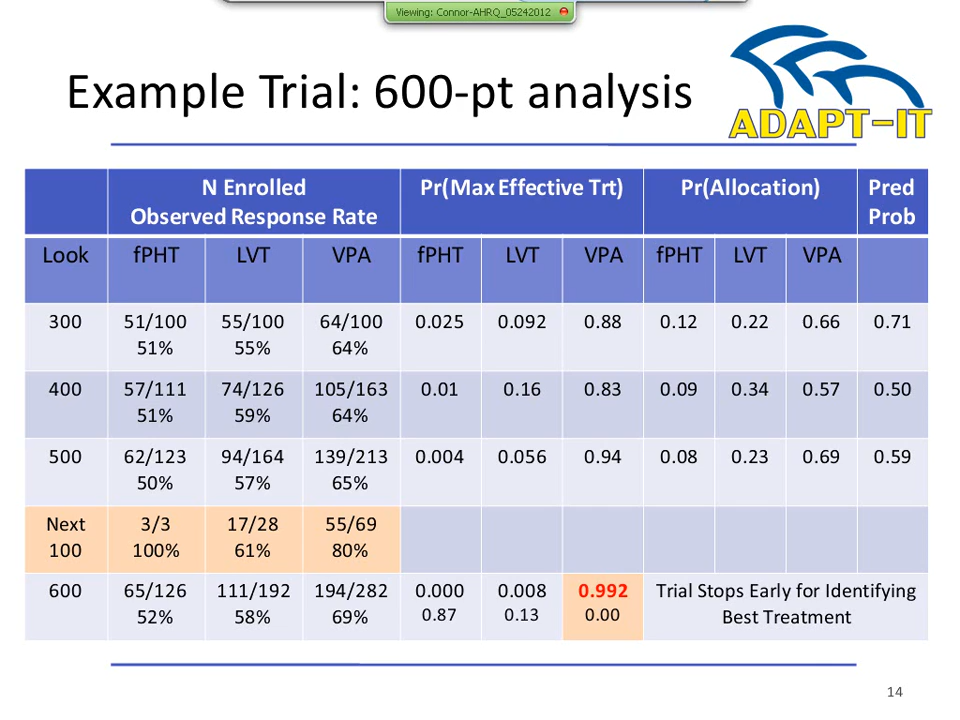 Viewing: Connor-AHRQ_05242012
Example Trial: 600-pt analysis
ADAPT-IT
N Enrolled
Observed Response Rate
Pr(Max Effective Trt)
Pr(Allocation)
Pred
Prob
Look fPHT LVT VPA fPHT LVT VPA fPHT LVT VPA
300 51/100 55/100 64/100 0.025 0.092 0.88 0.12 0.22 0.66 0.71
51% 55% 64%
400 57/111 74/126 105/163 0.01 0.16 0.83 0.09 0.34 0.57 0.50
51% 59% 64%
500 62/123 94/164 139/213 0.004 0.056 0.94 0.08 0.23 0.69 0.59
50% 57% 65%
Next 3/3 17/28 55/69
100 100% 61% 80%
600 65/126 111/192 194/282 0.000 0.008 0.992 Trial Stops Early for Identifying
52% 58% 69% 0.87 0.13 0.00 Best Treatment
14